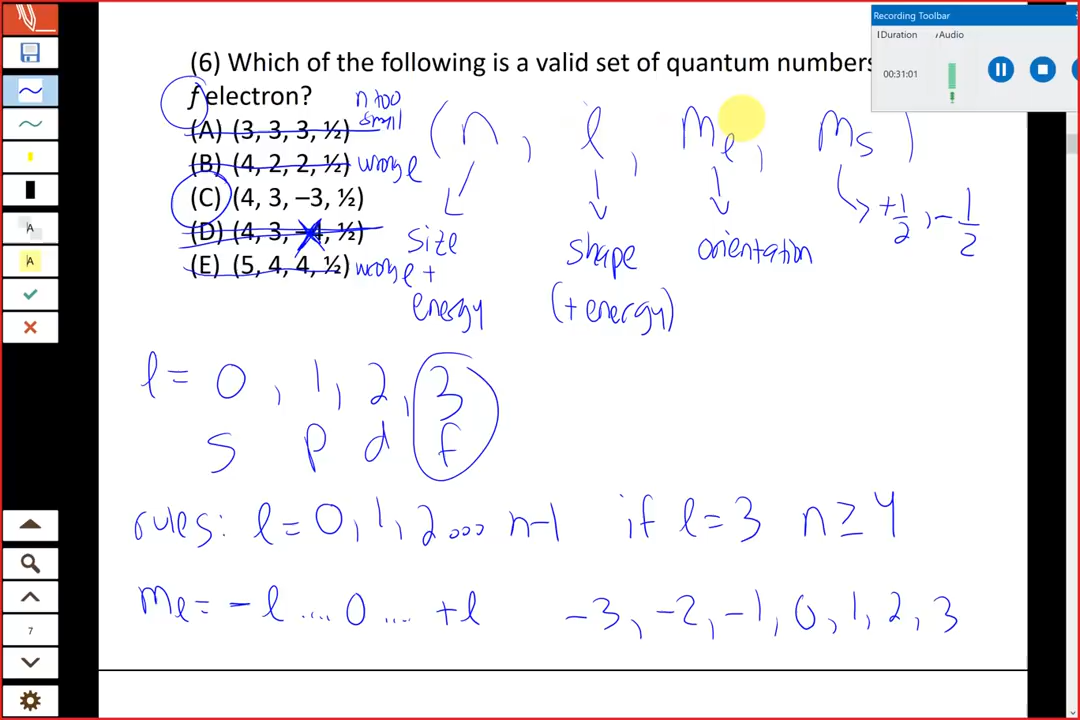 Recording Toolbar
Duration
Audio
00:31:01
(6) Which of the following is a valid set of quantum numbers
f electron?
n too
small
(A) (3, 3, 3, ½)
(B) (4, 2, 2, ½) wrong l
(C) (4, 3, –3, ½)
(D) (4, 3, –4, ½)
(E) (5, 4, 4, ½) wrong l
(n, l, ml, ms)
size
+
energy
shape
(+ energy)
orientation
+1/2, -1/2
l = 0, 1, 2, 3
s p d f
rules: l = 0, 1, 2 ... n-1 if l = 3 n ≥ 4
ml = -l .... 0 .... +l -3, -2, -1, 0, 1, 2, 3
A
A
7